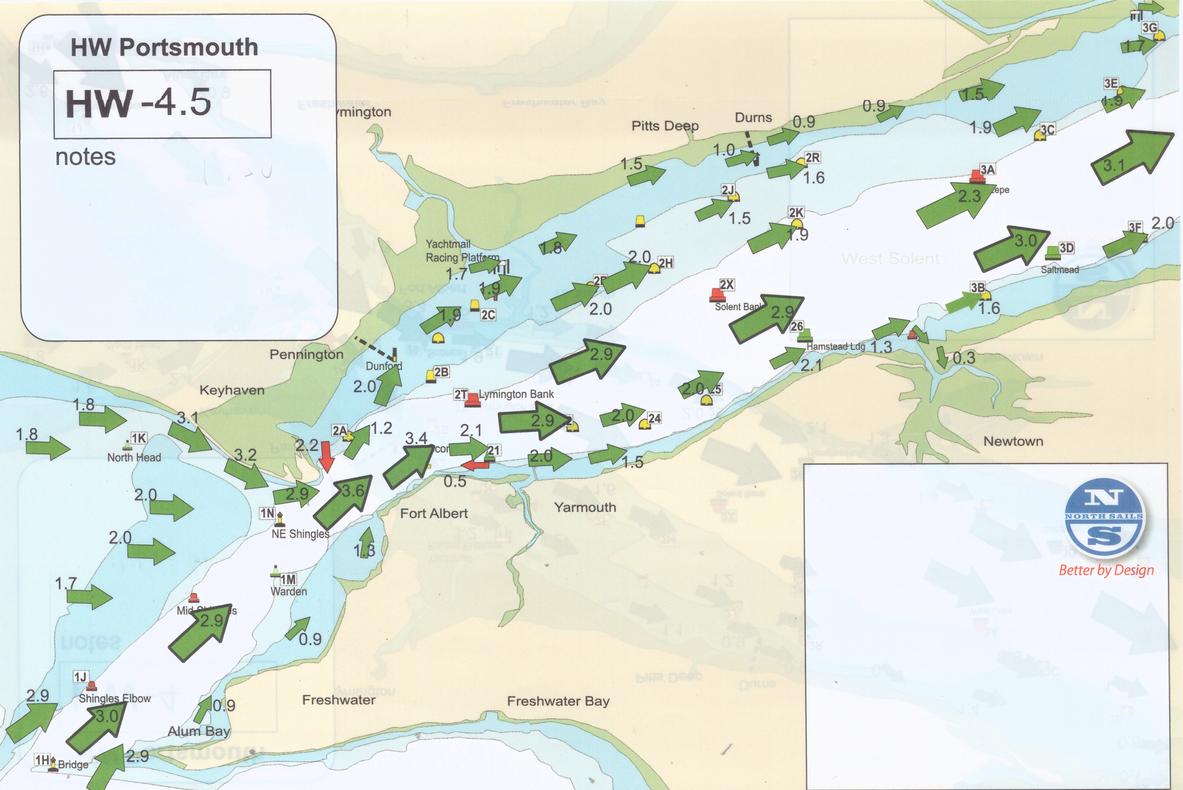 HW Portsmouth
HW -4.5
notes
ymington
Pitts Deep
Durns
0.9
0.9
1.5
3G
1.7
3E
1.9
1.9
3C
3.1
1.5
1.0
2R
1.6
3A
2.3
2J
1.5
2K
1.9
Yachtmail
Racing Platform
1.8
1.7
1.9
2.0
2H
2.0
3.0
3D
Saltmead
3F
2.0
West Solent
2X
Solent Bank
2.9
3B
1.6
1.9
2C
26
Hamstead Ldg
1.3
0.3
2.1
Pennington
Dunford
2.0
2B
2.9
Keyhaven
2T
Lymington Bank
2.9
2.0
2.0
24
1.8
1.8
1K
North Head
3.1
3.2
2.2
2A
1.2
3.4
2.1
21
2.0
1.5
Newtown
0.5
2.0
2.9
3.6
1N
NE Shingles
Fort Albert
Yarmouth
2.0
1.3
1.7
1M
Warden
2.9
0.9
1J
Shingles Elbow
2.9
3.0
0.9
Alum Bay
Freshwater
Freshwater Bay
1H
Bridge
2.9
N
NORTH SAILS
S
Better by Design